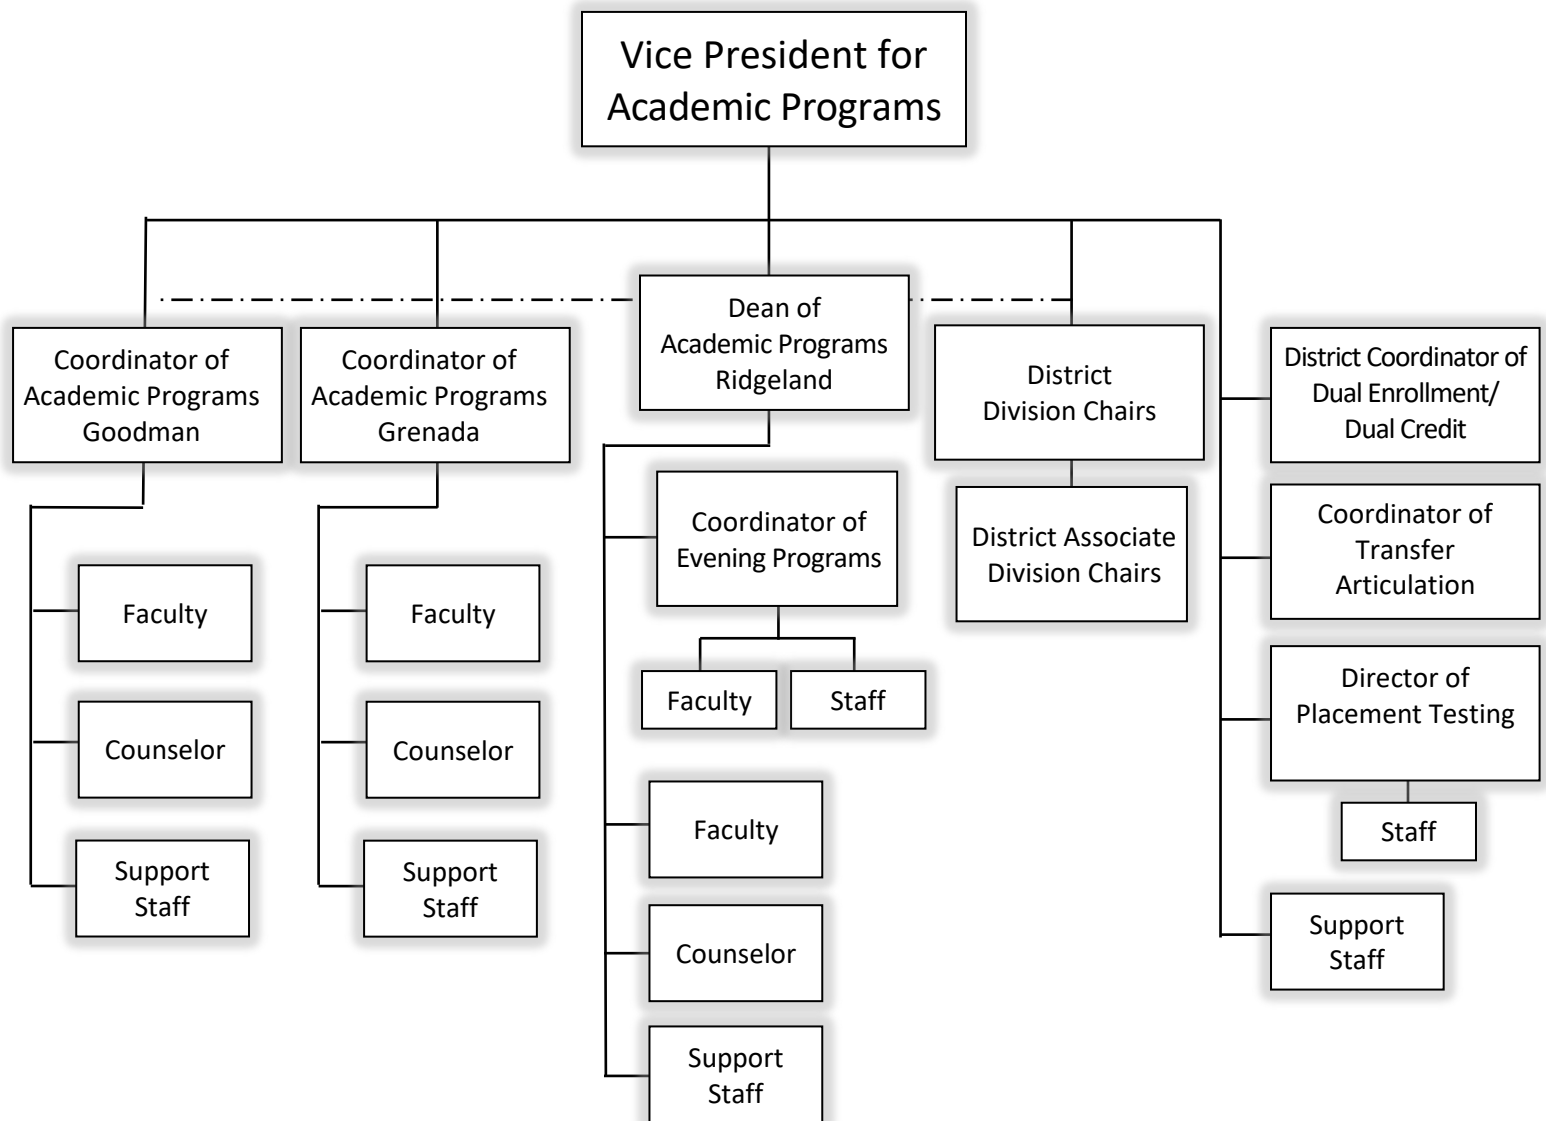 Vice President for
Academic Programs
Coordinator of
Academic Programs
Goodman
Faculty
Counselor
Support
Staff
Coordinator of
Academic Programs
Grenada
Faculty
Counselor
Support
Staff
Dean of
Academic Programs
Ridgeland
Coordinator of
Evening Programs
Faculty
Staff
Faculty
Counselor
Support
Staff
District
Division Chairs
District Associate
Division Chairs
District Coordinator of
Dual Enrollment/
Dual Credit
Coordinator of
Transfer
Articulation
Director of
Placement Testing
Staff
Support
Staff